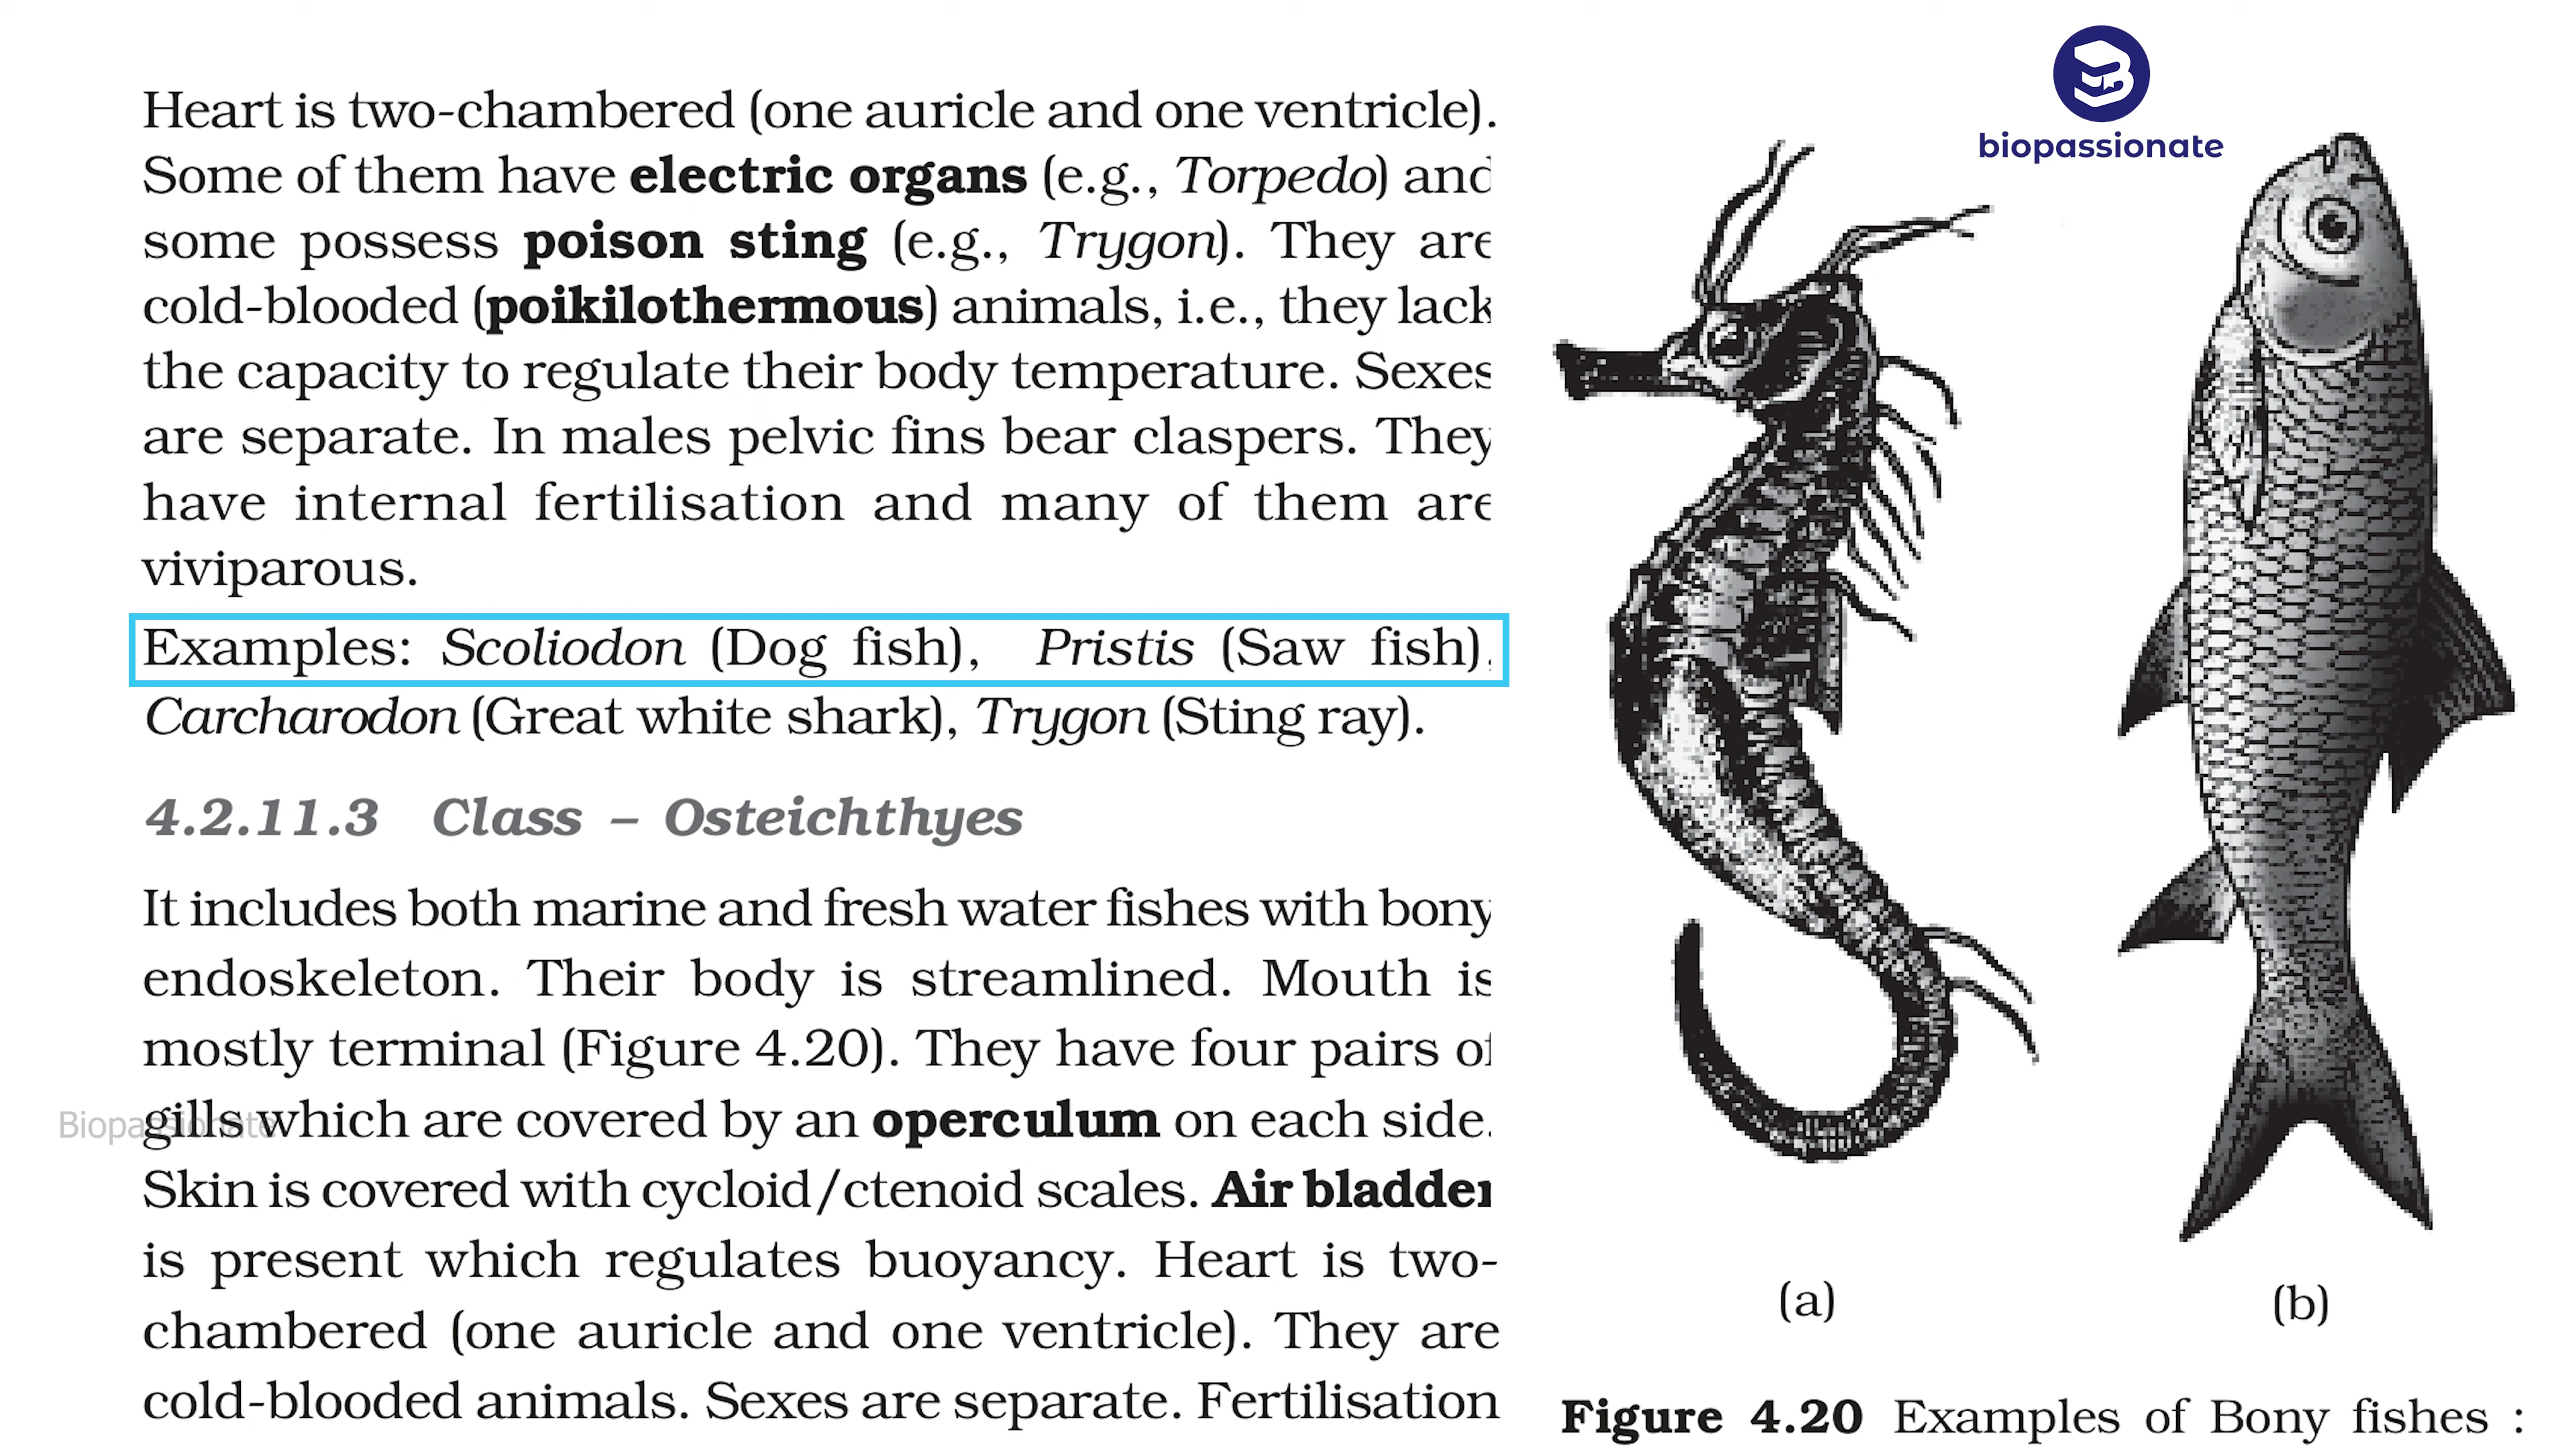 Heart is two-chambered (one auricle and one ventricle).
Some of them have electric organs (e.g., Torpedo) and
some possess poison sting (e.g., Trygon). They are
cold-blooded (poikilothermous) animals, i.e., they lack
the capacity to regulate their body temperature. Sexes
are separate. In males pelvic fins bear claspers. They
have internal fertilisation and many of them are
viviparous.
Examples: Scoliodon (Dog fish), Pristis (Saw fish),
Carcharodon (Great white shark), Trygon (Sting ray).
4.2.11.3 Class – Osteichthyes
It includes both marine and fresh water fishes with bony
endoskeleton. Their body is streamlined. Mouth is
mostly terminal (Figure 4.20). They have four pairs of
gills which are covered by an operculum on each side.
Skin is covered with cycloid/ctenoid scales. Air bladder
is present which regulates buoyancy. Heart is two-
chambered (one auricle and one ventricle). They are
cold-blooded animals. Sexes are separate. Fertilisation
Biopassionate
biopassionate
(a)
(b)
Figure 4.20 Examples of Bony fishes :